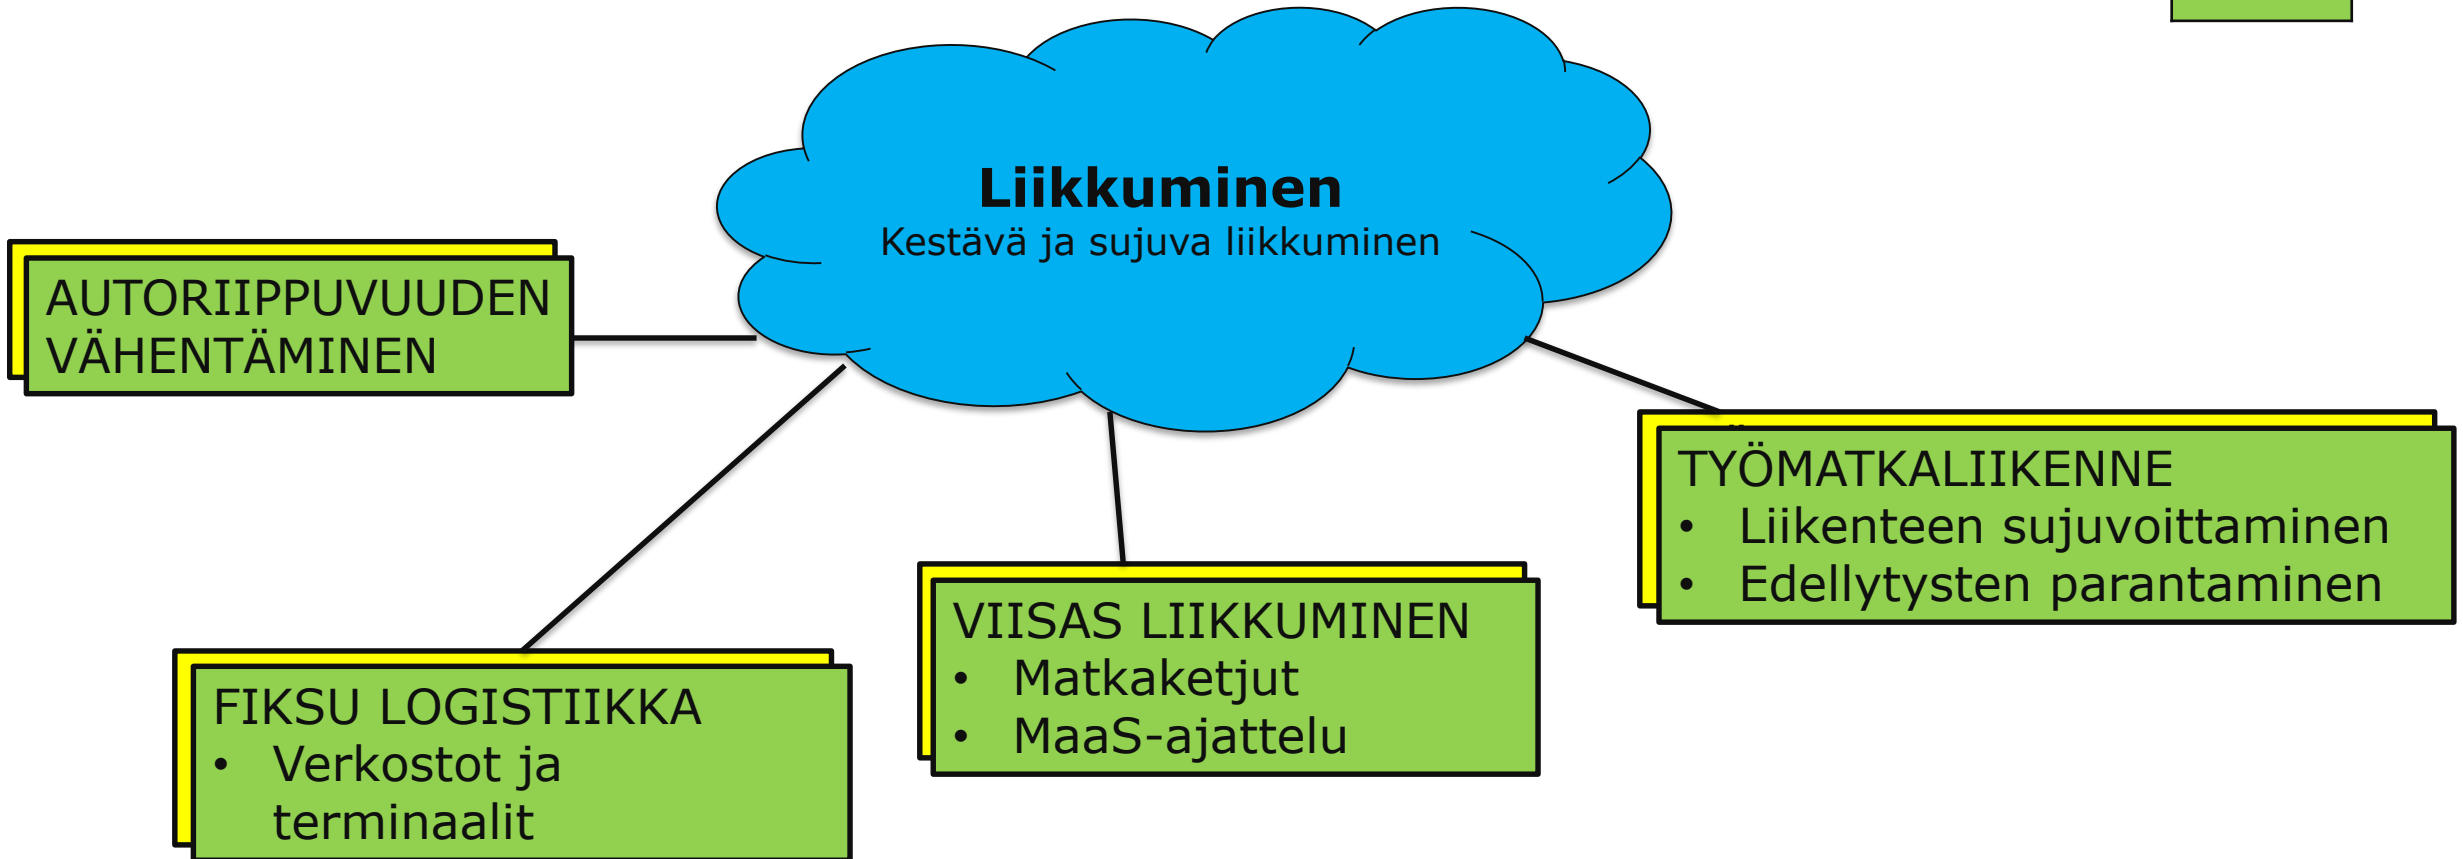 Liikkuminen
Kestävä ja sujuva liikkuminen
AUTORIIPPUVUUDEN
VÄHENTÄMINEN
TYÖMATKALIIKENNE
• Liikenteen sujuvoittaminen
• Edellytysten parantaminen
VIISAS LIIKKUMINEN
• Matkaketjut
• MaaS-ajattelu
FIKSU LOGISTIIKKA
• Verkostot ja
terminaalit